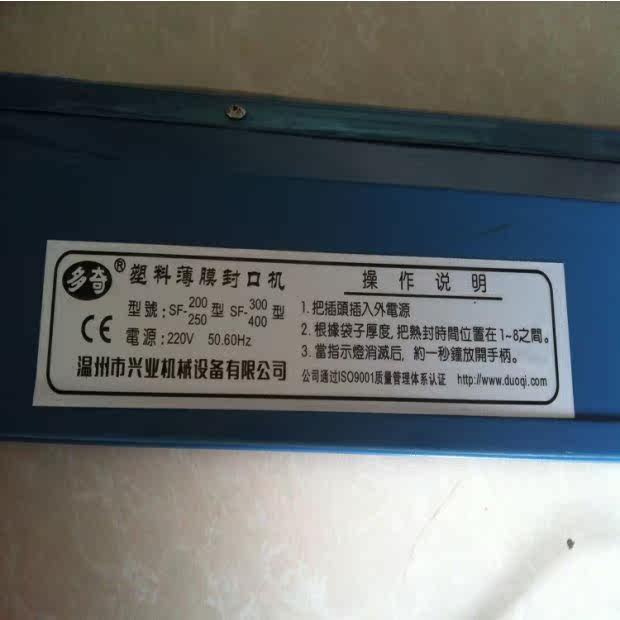 多奇® 塑料薄膜封口机
型號: SF-200/250型 SF-300/400型
CE 電源: 220V 50.60Hz
温州市兴业机械设备有限公司
操作说明
1.把插頭插入外電源
2.根據袋子厚度,把熱封時間位置在1~8之間。
3.當指示燈消滅后,約一秒鐘放開手柄。
公司通过ISO9001质量管理体系认证 http://www.duoqi.com